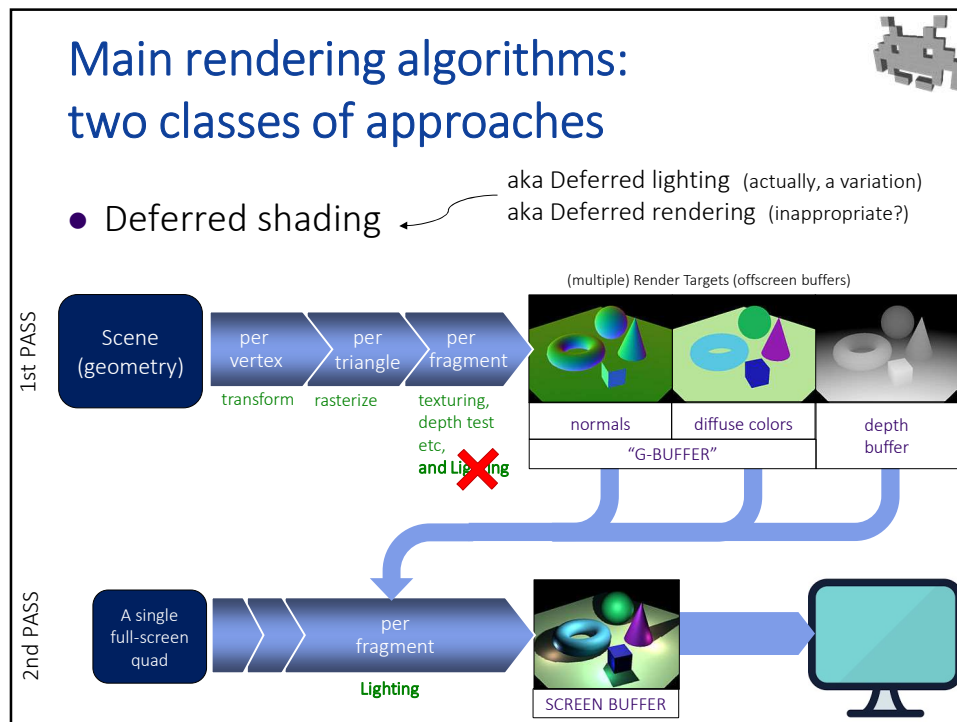 Main rendering algorithms:
two classes of approaches
aka Deferred lighting (actually, a variation)
aka Deferred rendering (inappropriate?)
● Deferred shading
(multiple) Render Targets (offscreen buffers)
1st PASS
Scene
(geometry)
per
vertex
per
triangle
per
fragment
transform
rasterize
texturing,
depth test
etc,
and Lighting
normals
diffuse colors
depth
buffer
“G-BUFFER”
2nd PASS
A single
full-screen
quad
per
fragment
Lighting
SCREEN BUFFER